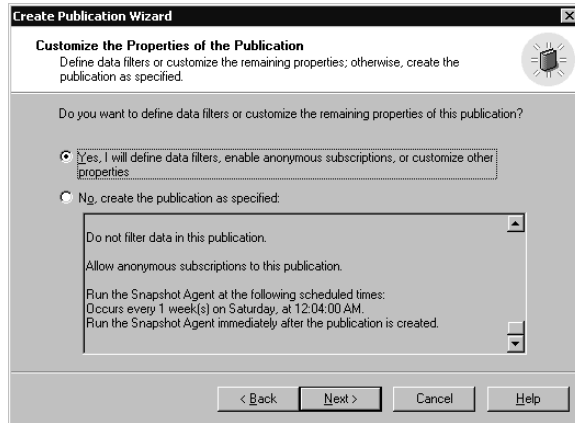 Create Publication Wizard
Customize the Properties of the Publication
Define data filters or customize the remaining properties; otherwise, create the
publication as specified.
Do you want to define data filters or customize the remaining properties of this publication?
Yes, I will define data filters, enable anonymous subscriptions, or customize other
properties
No, create the publication as specified:
Do not filter data in this publication.
Allow anonymous subscriptions to this publication.
Run the Snapshot Agent at the following scheduled times:
Occurs every 1 week(s) on Saturday, at 12:04:00 AM.
Run the Snapshot Agent immediately after the publication is created.
< Back Next > Cancel Help